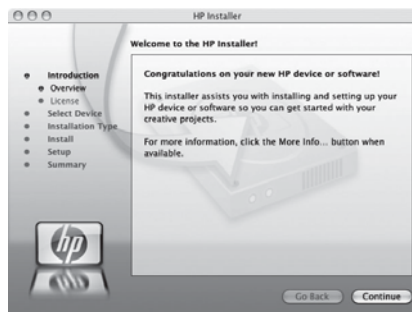 HP Installer
Welcome to the HP Installer!
Introduction
Overview
License
Select Device
Installation Type
Install
Setup
Summary
Congratulations on your new HP device or software!
This installer assists you with installing and setting up your
HP device or software so you can get started with your
creative projects.
For more information, click the More Info... button when
available.
hp
Go Back
Continue